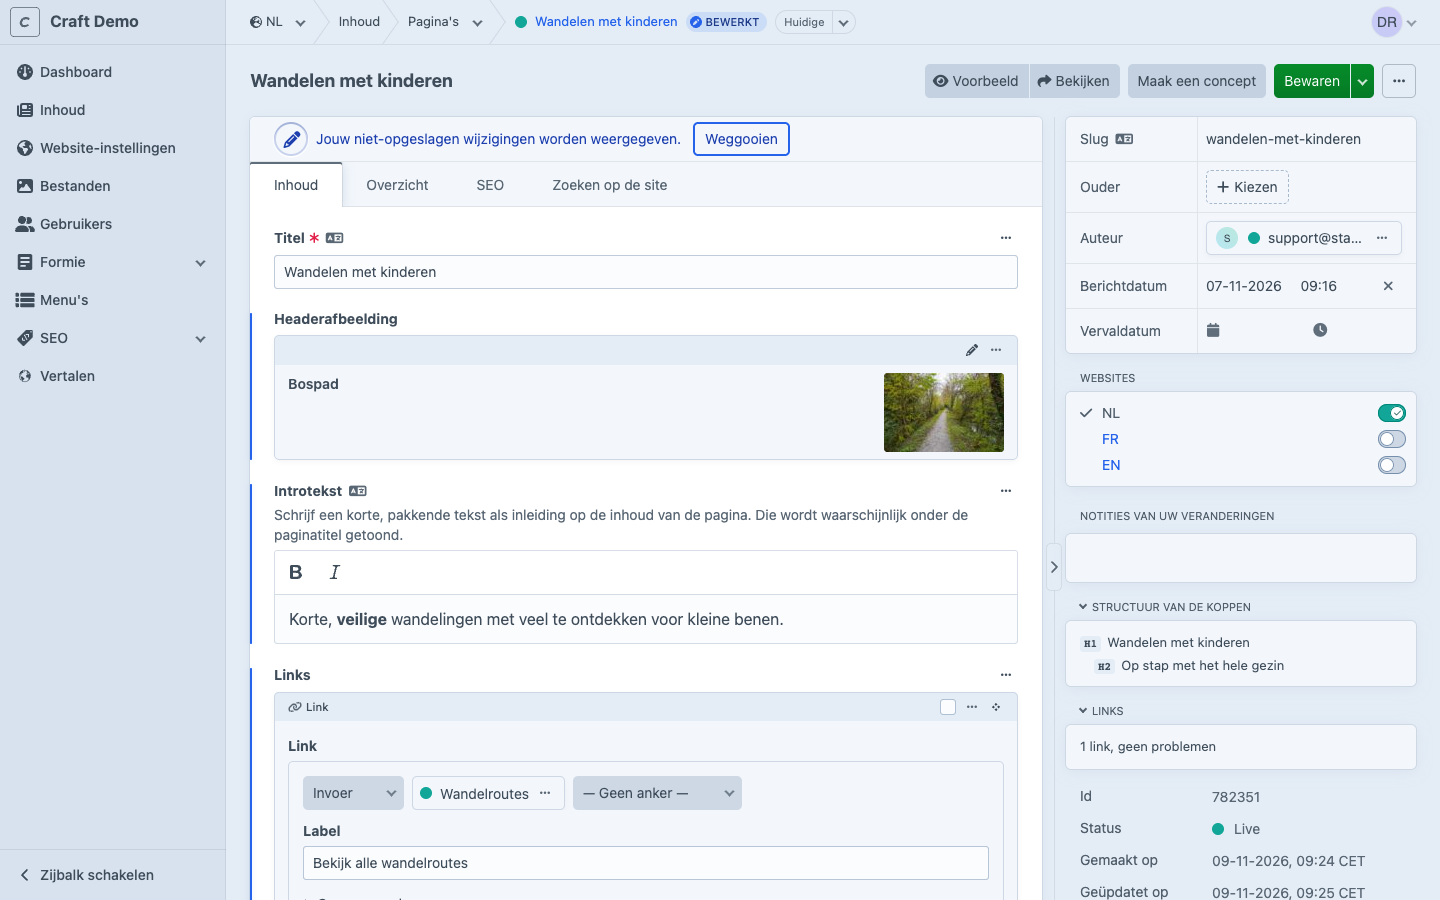 C Craft Demo
NL
Inhoud
Pagina's
Wandelen met kinderen
BEWERKT
Huidige
DR
Dashboard
Inhoud
Website-instellingen
Bestanden
Gebruikers
Formie
Menu's
SEO
Vertalen
Zijbalk schakelen
Wandelen met kinderen
Voorbeeld
Bekijken
Maak een concept
Bewaren
Jouw niet-opgeslagen wijzigingen worden weergegeven.
Weggooien
Inhoud
Overzicht
SEO
Zoeken op de site
Titel
Wandelen met kinderen
Headerafbeelding
Bospad
Introtekst
Schrijf een korte, pakkende tekst als inleiding op de inhoud van de pagina. Die wordt waarschijnlijk onder de
paginatitel getoond.
B I
Korte, veilige wandelingen met veel te ontdekken voor kleine benen.
Links
Link
Link
Invoer
Wandelroutes
— Geen anker —
Label
Bekijk alle wandelroutes
Slug
wandelen-met-kinderen
Ouder
Kiezen
Auteur
S support@sta...
Berichtdatum
07-11-2026 09:16
Vervaldatum
WEBSITES
NL
FR
EN
NOTITIES VAN UW VERANDERINGEN
STRUCTUUR VAN DE KOPPEN
H1 Wandelen met kinderen
H2 Op stap met het hele gezin
LINKS
1 link, geen problemen
Id 782351
Status Live
Gemaakt op 09-11-2026, 09:24 CET
Geüpdatet op 09-11-2026, 09:25 CET